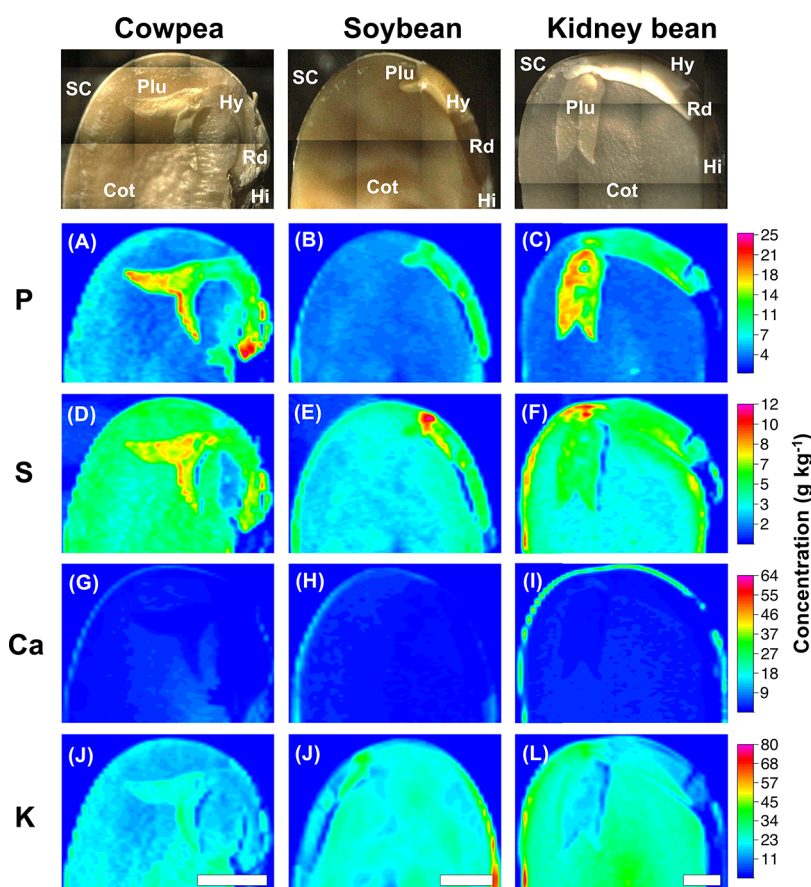 Cowpea Soybean Kidney bean
SC Plu Hy Rd Cot Hi
Plu Hy Rd Cot Hi
SC Hy Plu Rd Hi Cot
P
(A) (B) (C)
25
21
18
14
11
7
4
S
(D) (E) (F)
12
10
8
7
5
3
2
Ca
(G) (H) (I)
64
55
46
37
27
18
9
K
(J) (J) (L)
80
68
57
45
34
23
11
Concentration (g kg⁻¹)